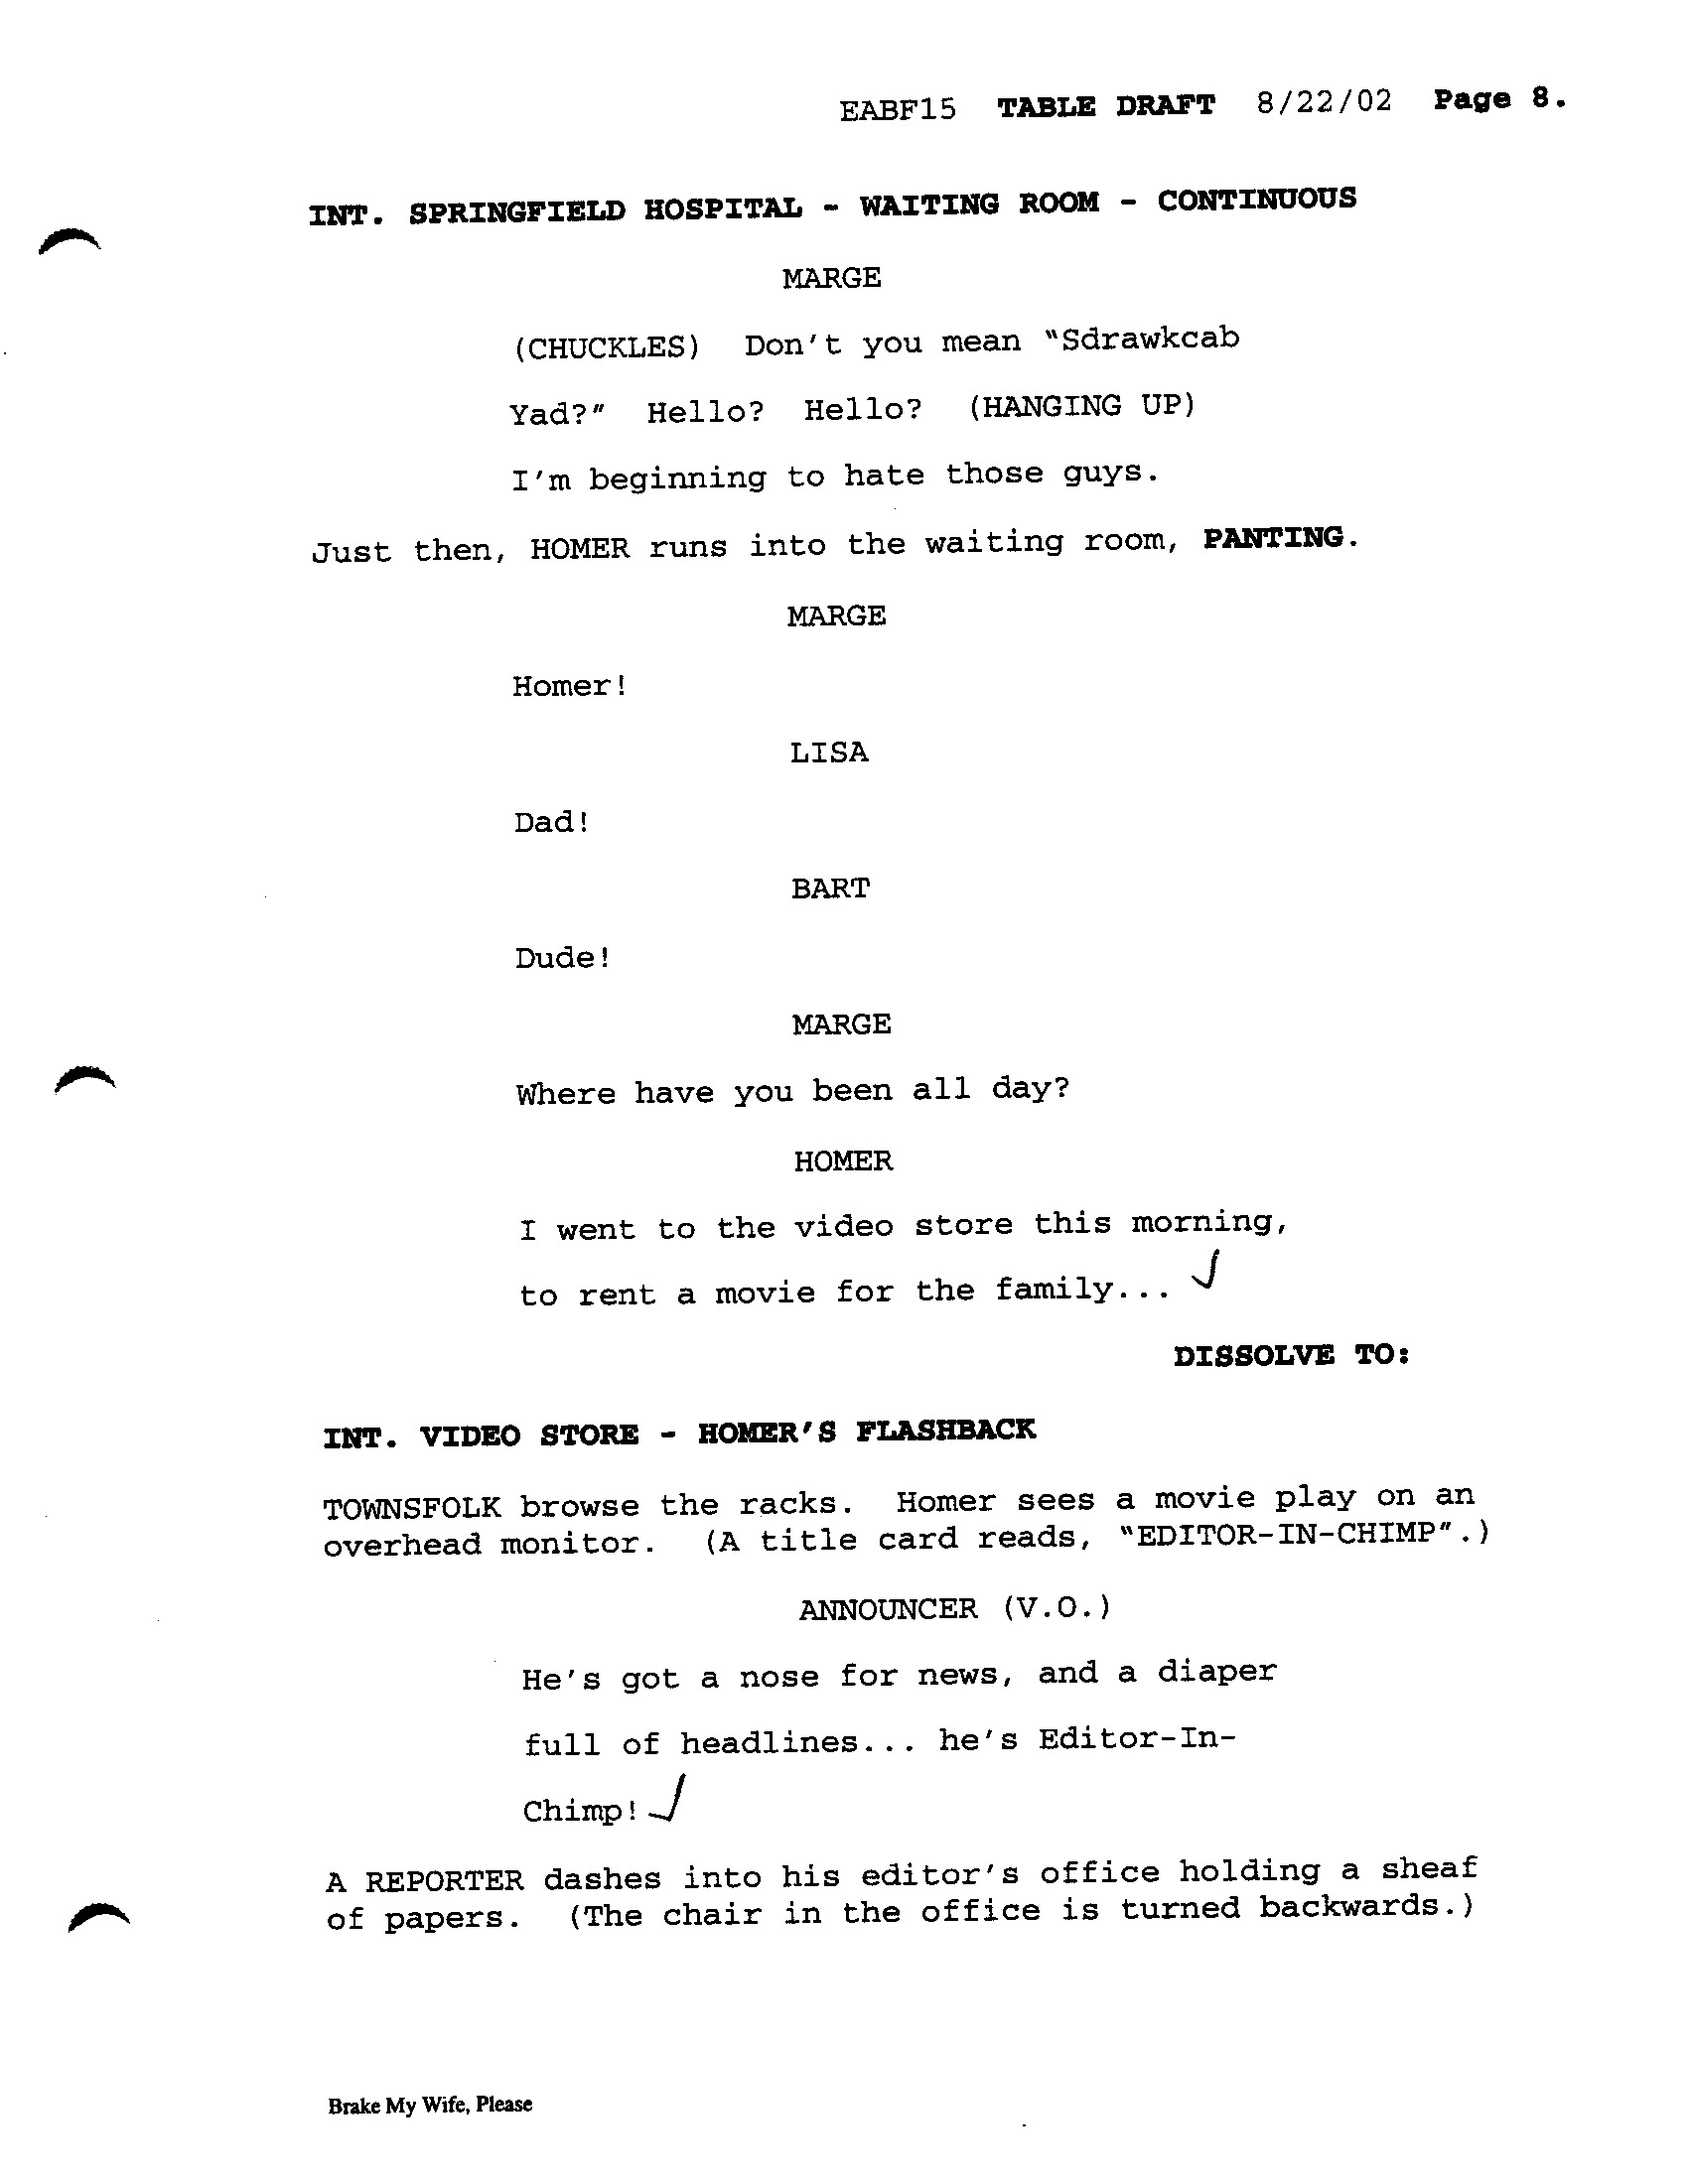 EABF15 TABLE DRAFT 8/22/02 Page 8.
INT. SPRINGFIELD HOSPITAL - WAITING ROOM - CONTINUOUS
MARGE
(CHUCKLES) Don't you mean "Sdrawkcab
Yad?" Hello? Hello? (HANGING UP)
I'm beginning to hate those guys.
Just then, HOMER runs into the waiting room, PANTING.
MARGE
Homer!
LISA
Dad!
BART
Dude!
MARGE
Where have you been all day?
HOMER
I went to the video store this morning,
to rent a movie for the family... ✓
DISSOLVE TO:
INT. VIDEO STORE - HOMER'S FLASHBACK
TOWNSFOLK browse the racks. Homer sees a movie play on an
overhead monitor. (A title card reads, "EDITOR-IN-CHIMP".)
ANNOUNCER (V.O.)
He's got a nose for news, and a diaper
full of headlines... he's Editor-In-
Chimp! ✓
A REPORTER dashes into his editor's office holding a sheaf
of papers. (The chair in the office is turned backwards.)
Brake My Wife, Please